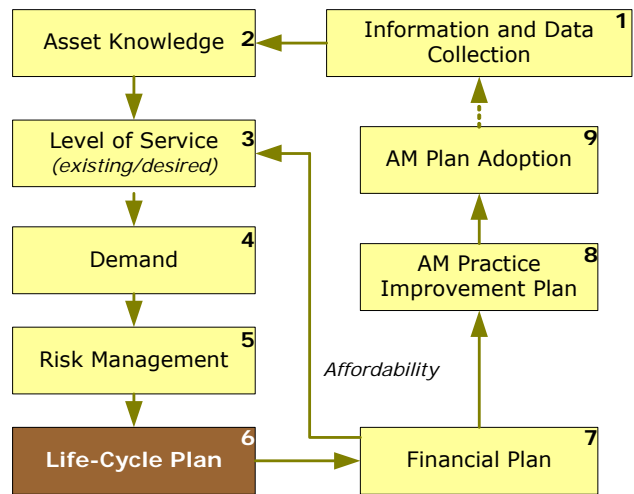 Information and Data
Collection
1
Asset Knowledge
2
Level of Service
(existing/desired)
3
Demand
4
Risk Management
5
Life-Cycle Plan
6
Affordability
Financial Plan
7
AM Practice
Improvement Plan
8
AM Plan Adoption
9